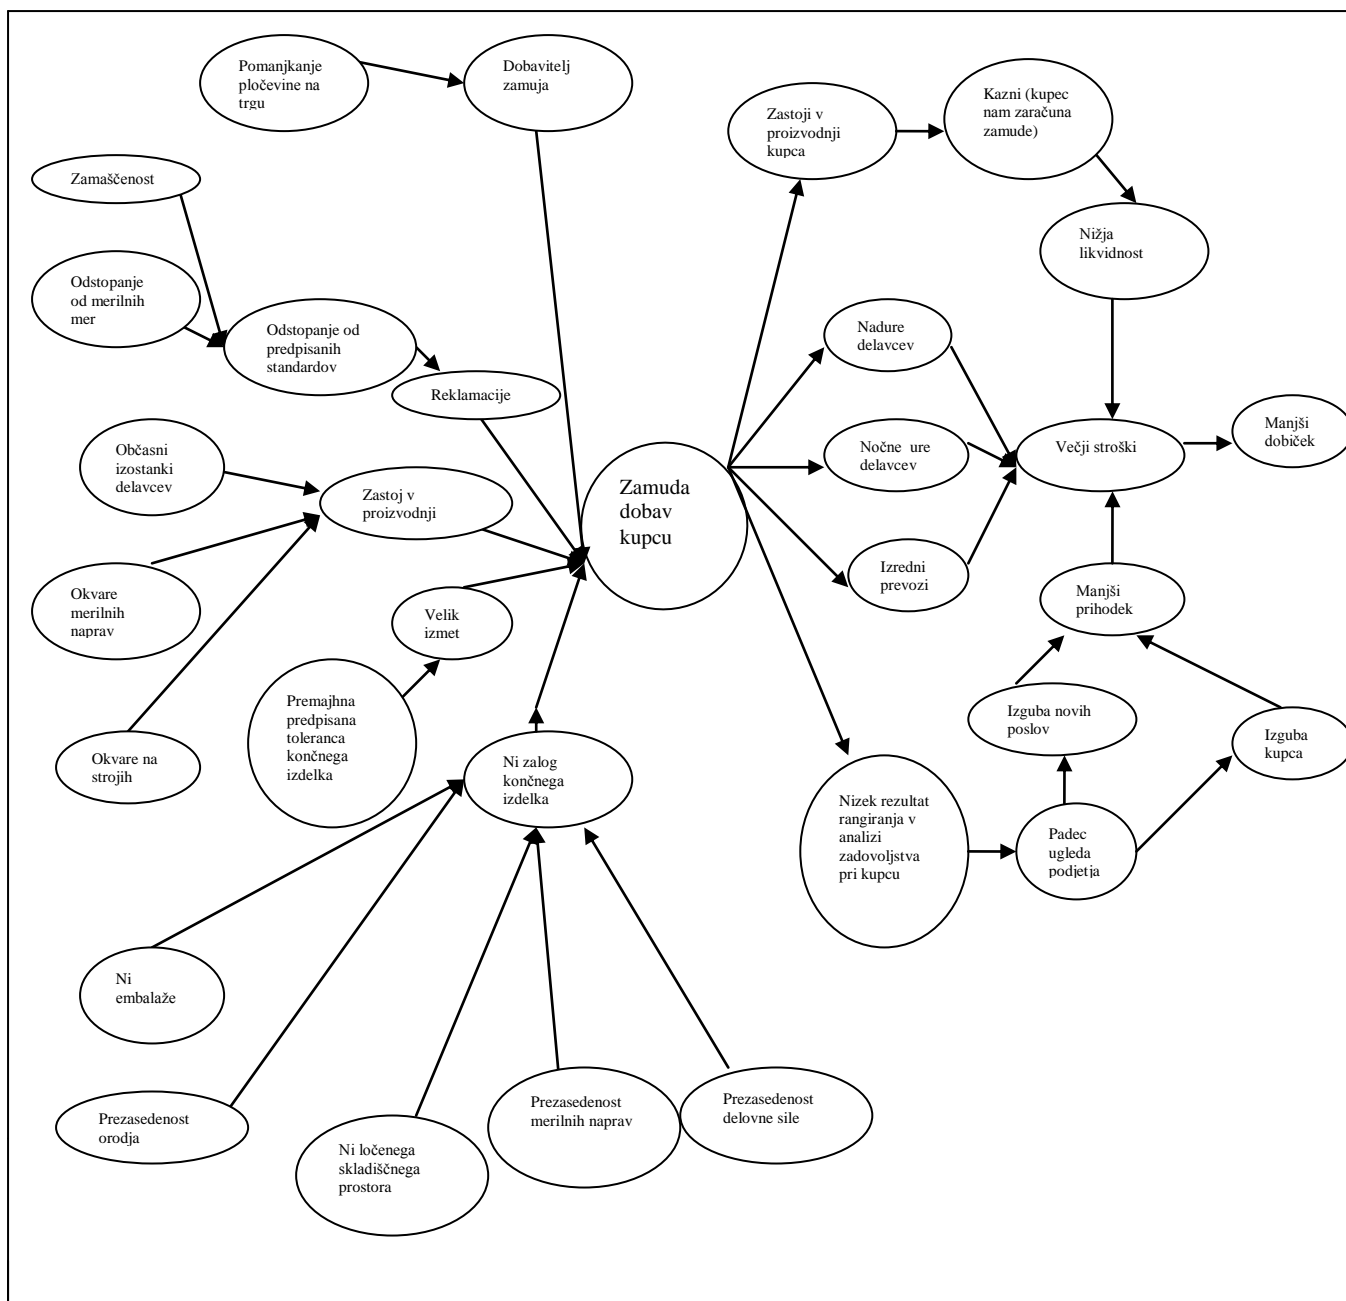 Pomanjkanje
pločevine na
trgu
Dobavitelj
zamuja
Zastoji v
proizvodnji
kupca
Kazni (kupec
nam zaračuna
zamude)
Zamaščenost
Nižja
likvidnost
Odstopanje
od merilnih
mer
Odstopanje od
predpisanih
standardov
Nadure
delavcev
Reklamacije
Občasni
izostanki
delavcev
Zastoj v
proizvodnji
Zamuda
dobav
kupcu
Nočne ure
delavcev
Večji stroški
Manjši
dobiček
Okvare
merilnih
naprav
Velik
izmet
Izredni
prevozi
Manjši
prihodek
Premajhna
predpisana
toleranca
končnega
izdelka
Okvare na
strojih
Ni zalog
končnega
izdelka
Izguba novih
poslov
Izguba
kupca
Nizek rezultat
rangiranja v
analizi
zadovoljstva
pri kupcu
Padec
ugleda
podjetja
Ni
embalaže
Prezasedenost
orodja
Ni ločenega
skladiščnega
prostora
Prezasedenost
merilnih naprav
Prezasedenost
delovne sile